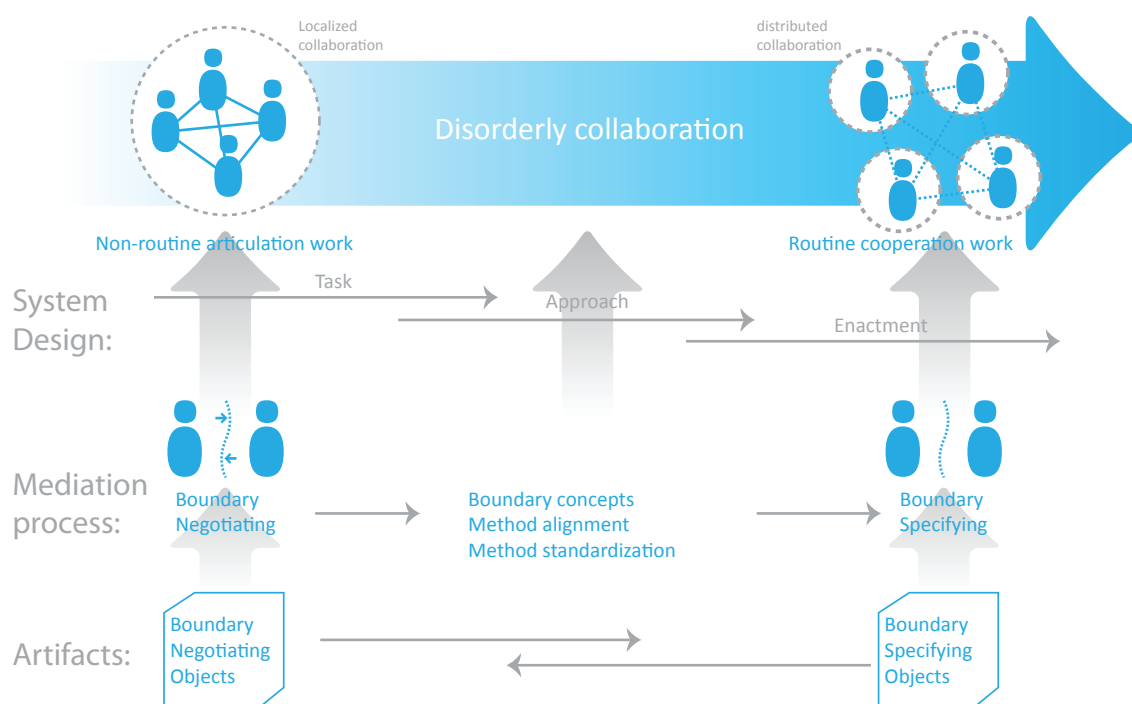 Localized
collaboration
distributed
collaboration
Disorderly collaboration
Non-routine articulation work
Routine cooperation work
System
Design:
Task
Approach
Enactment
Mediation
process:
Boundary
Negotiating
Boundary concepts
Method alignment
Method standardization
Boundary
Specifying
Artifacts:
Boundary
Negotiating
Objects
Boundary
Specifying
Objects